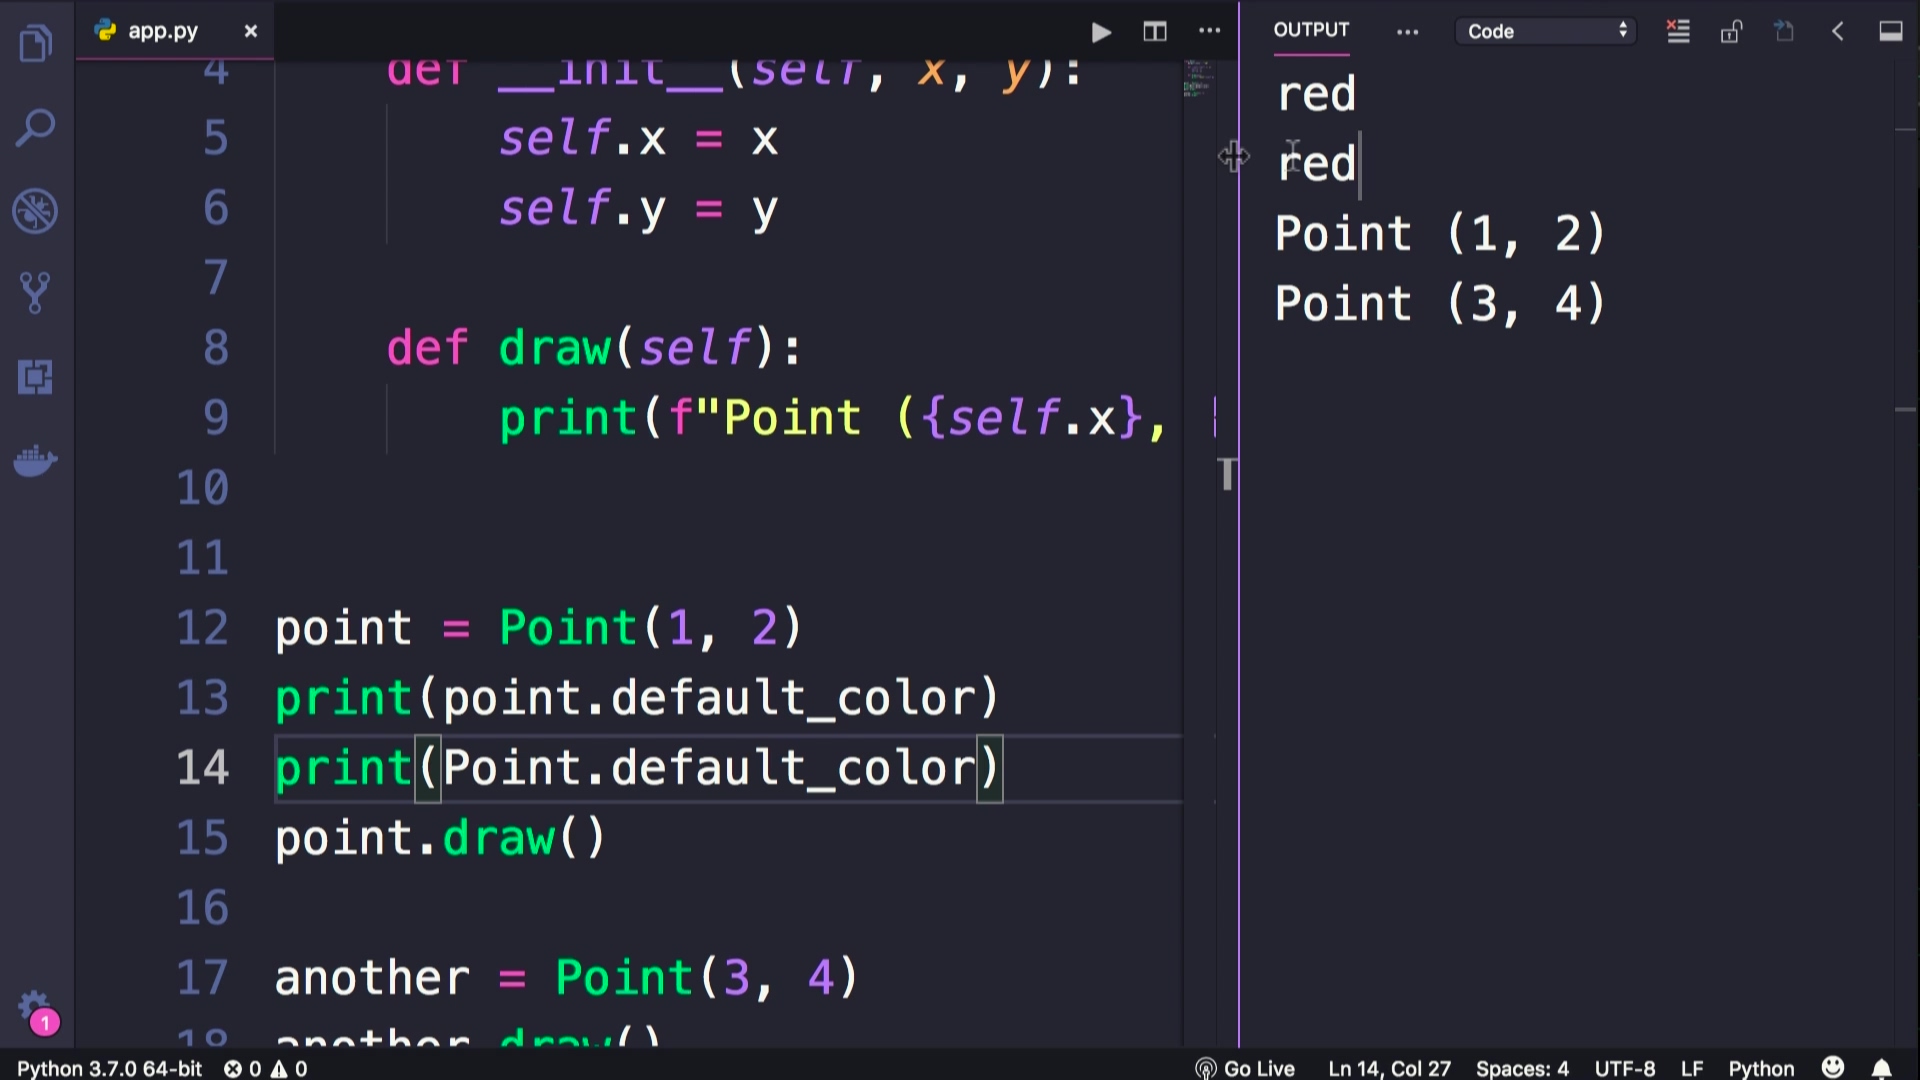 app.py
4 def __init__(self, x, y):
5 self.x = x
6 self.y = y
7
8 def draw(self):
9 print(f"Point ({self.x},
10
11
12 point = Point(1, 2)
13 print(point.default_color)
14 print(Point.default_color)
15 point.draw()
16
17 another = Point(3, 4)
18 another.draw()
OUTPUT
Code
red
red
Point (1, 2)
Point (3, 4)
1
Python 3.7.0 64-bit 0 0 Go Live Ln 14, Col 27 Spaces: 4 UTF-8 LF Python